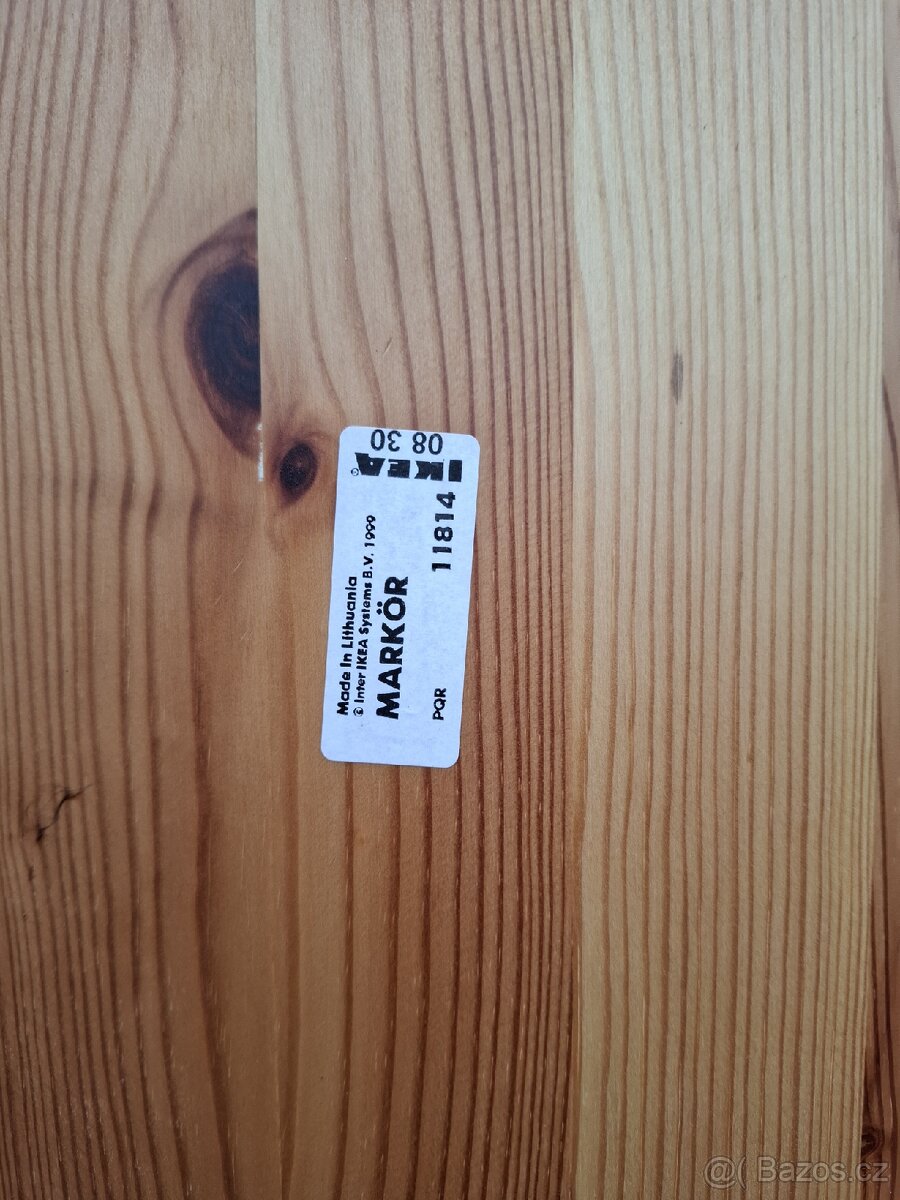 Made In Lithuania
© Inter IKEA Systems B.V. 1999
MARKÖR
PQR 11814
IKEA
08 30
@( Bazos.cz